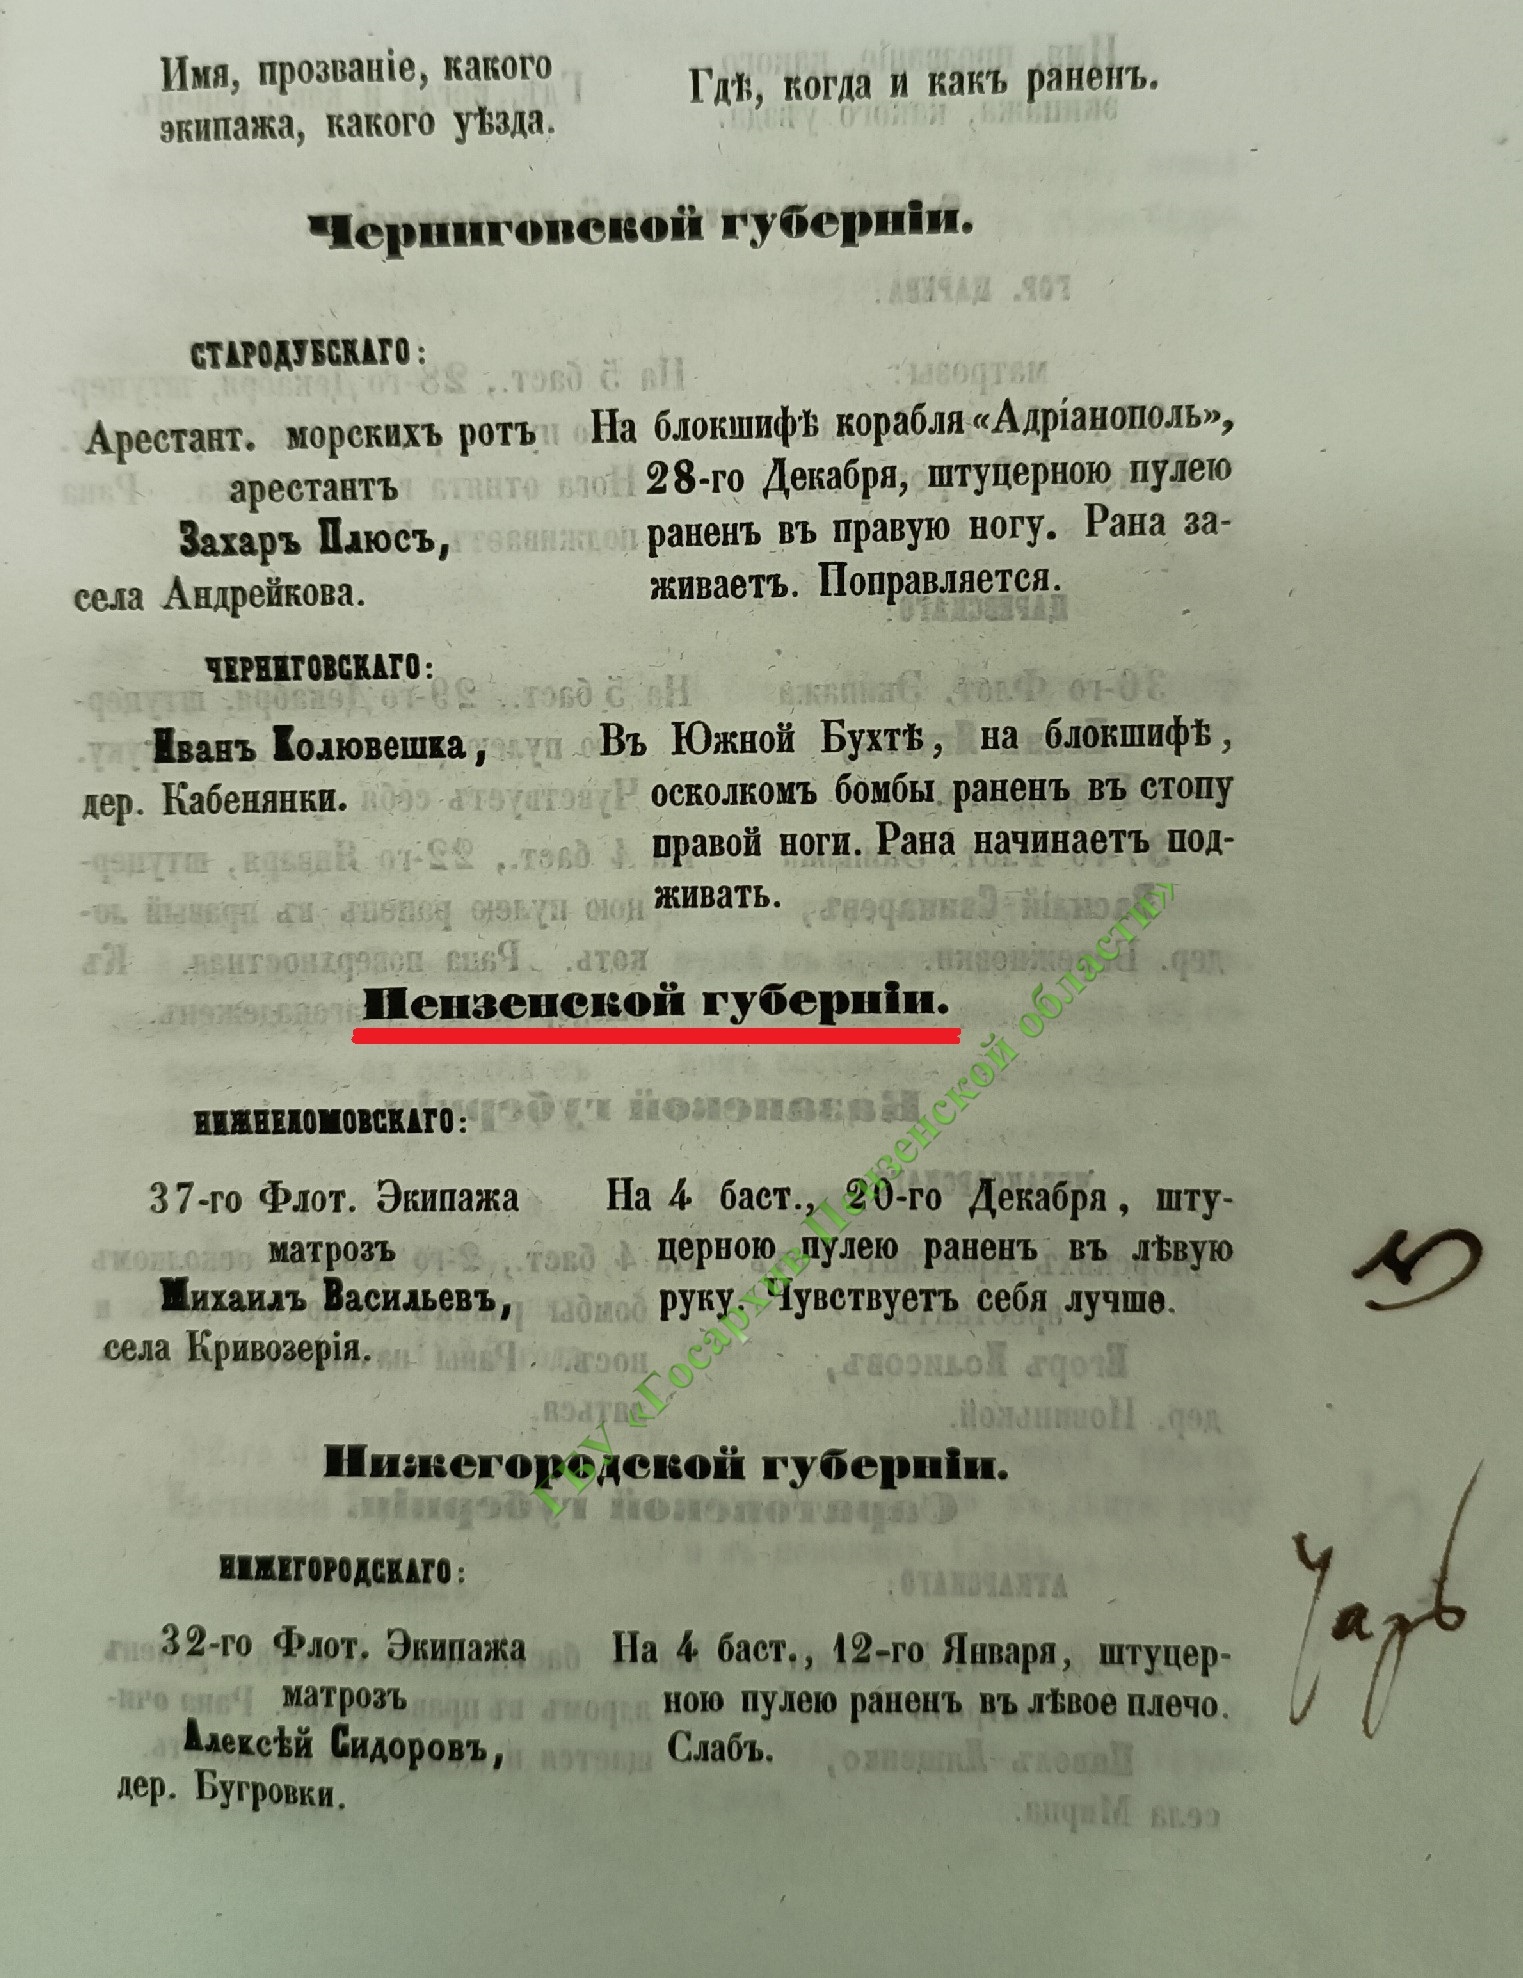 Имя, прозваніе, какого
экипажа, какого уѣзда.
Гдѣ, когда и какъ раненъ.
Черниговской губерніи.
СТАРОДУБСКАГО:
Арестант. морскихъ ротъ
арестантъ
Захаръ Плюсъ,
села Андрейкова.
На блокшифѣ корабля «Адріанополь»,
28-го Декабря, штуцерною пулею
раненъ въ правую ногу. Рана за-
живаетъ. Поправляется.
ЧЕРНИГОВСКАГО:
Иванъ Колювешка,
дер. Кабенянки.
Въ Южной Бухтѣ, на блокшифѣ,
осколкомъ бомбы раненъ въ стопу
правой ноги. Рана начинаетъ под-
живать.
Пензенской губерніи.
НИЖНЕЛОМОВСКАГО:
37-го Флот. Экипажа
матрозъ
Михаилъ Васильевъ,
села Кривозерія.
На 4 баст., 20-го Декабря, шту-
церною пулею раненъ въ лѣвую
руку. Чувствуетъ себя лучше.
Нижегородской губерніи.
НИЖЕГОРОДСКАГО:
32-го Флот. Экипажа
матрозъ
Алексѣй Сидоровъ,
дер. Бугровки.
На 4 баст., 12-го Января, штуцер-
ною пулею раненъ въ лѣвое плечо.
Слабъ.
ГБУ «Госархив Пензенской области»